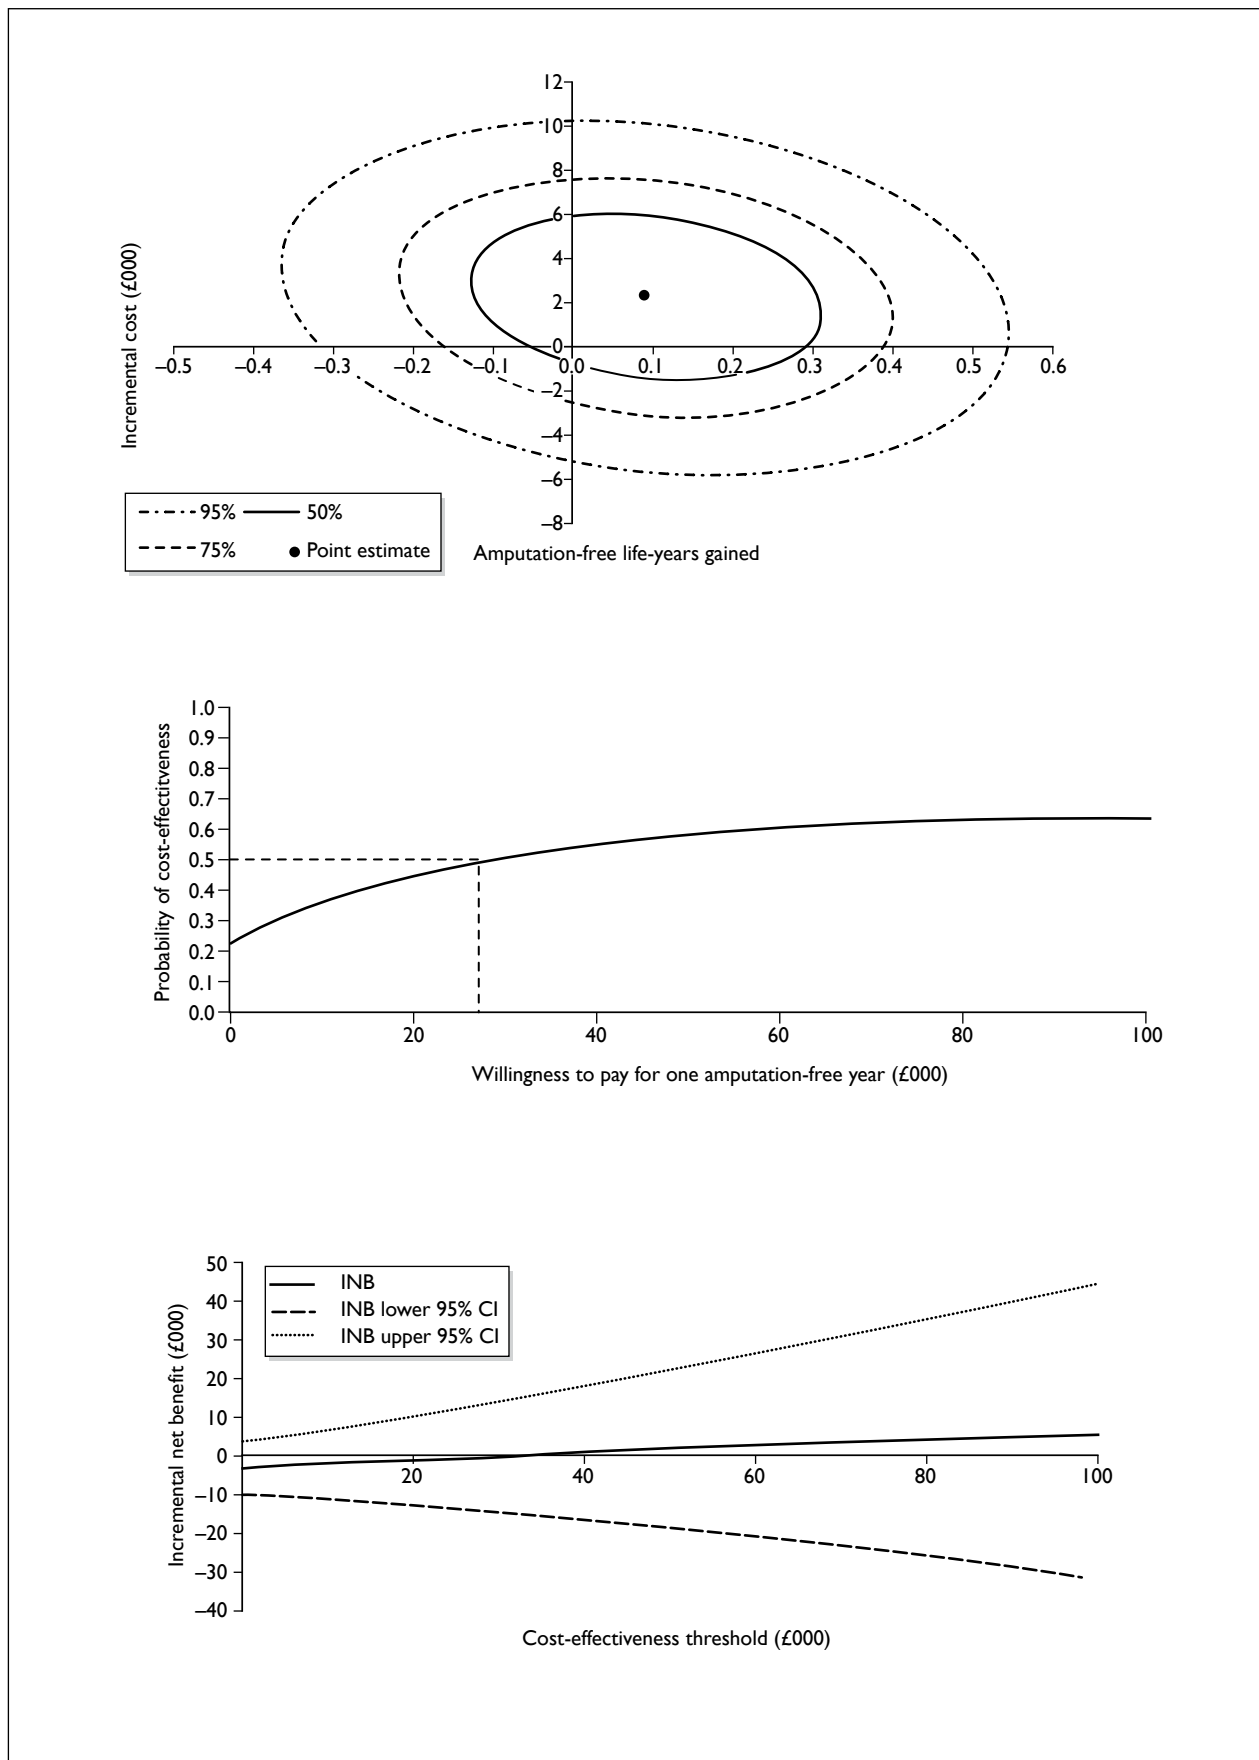 12
10
8
6
4
2
0
–0.5 –0.4 –0.3 –0.2 –0.1 0.0 0.1 0.2 0.3 0.4 0.5 0.6
–2
–4
–6
–8
Incremental cost (£000)
95% 50%
75% Point estimate
Amputation-free life-years gained
1.0
0.9
0.8
0.7
0.6
0.5
0.4
0.3
0.2
0.1
0.0
Probability of cost-effectitveness
0 20 40 60 80 100
Willingness to pay for one amputation-free year (£000)
50
40
30
20
10
0
–10
–20
–30
–40
Incremental net benefit (£000)
INB
INB lower 95% CI
INB upper 95% CI
20 40 60 80 100
Cost-effectiveness threshold (£000)